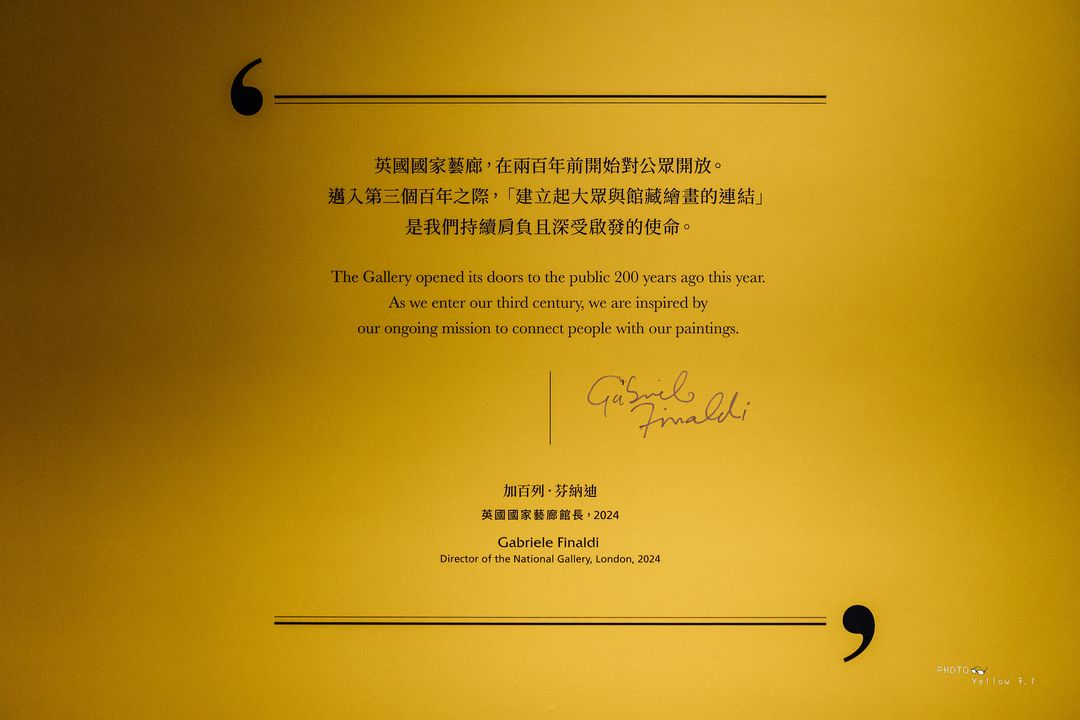 英國國家藝廊，在兩百年前開始對公眾開放。
邁入第三個百年之際，「建立起大眾與館藏繪畫的連結」
是我們持續肩負且深受啟發的使命。
The Gallery opened its doors to the public 200 years ago this year.
As we enter our third century, we are inspired by
our ongoing mission to connect people with our paintings.
Gabriele
Finaldi
加百列·芬納迪
英國國家藝廊館長，2024
Gabriele Finaldi
Director of the National Gallery, London, 2024
PHOTO
Yellow 7.1